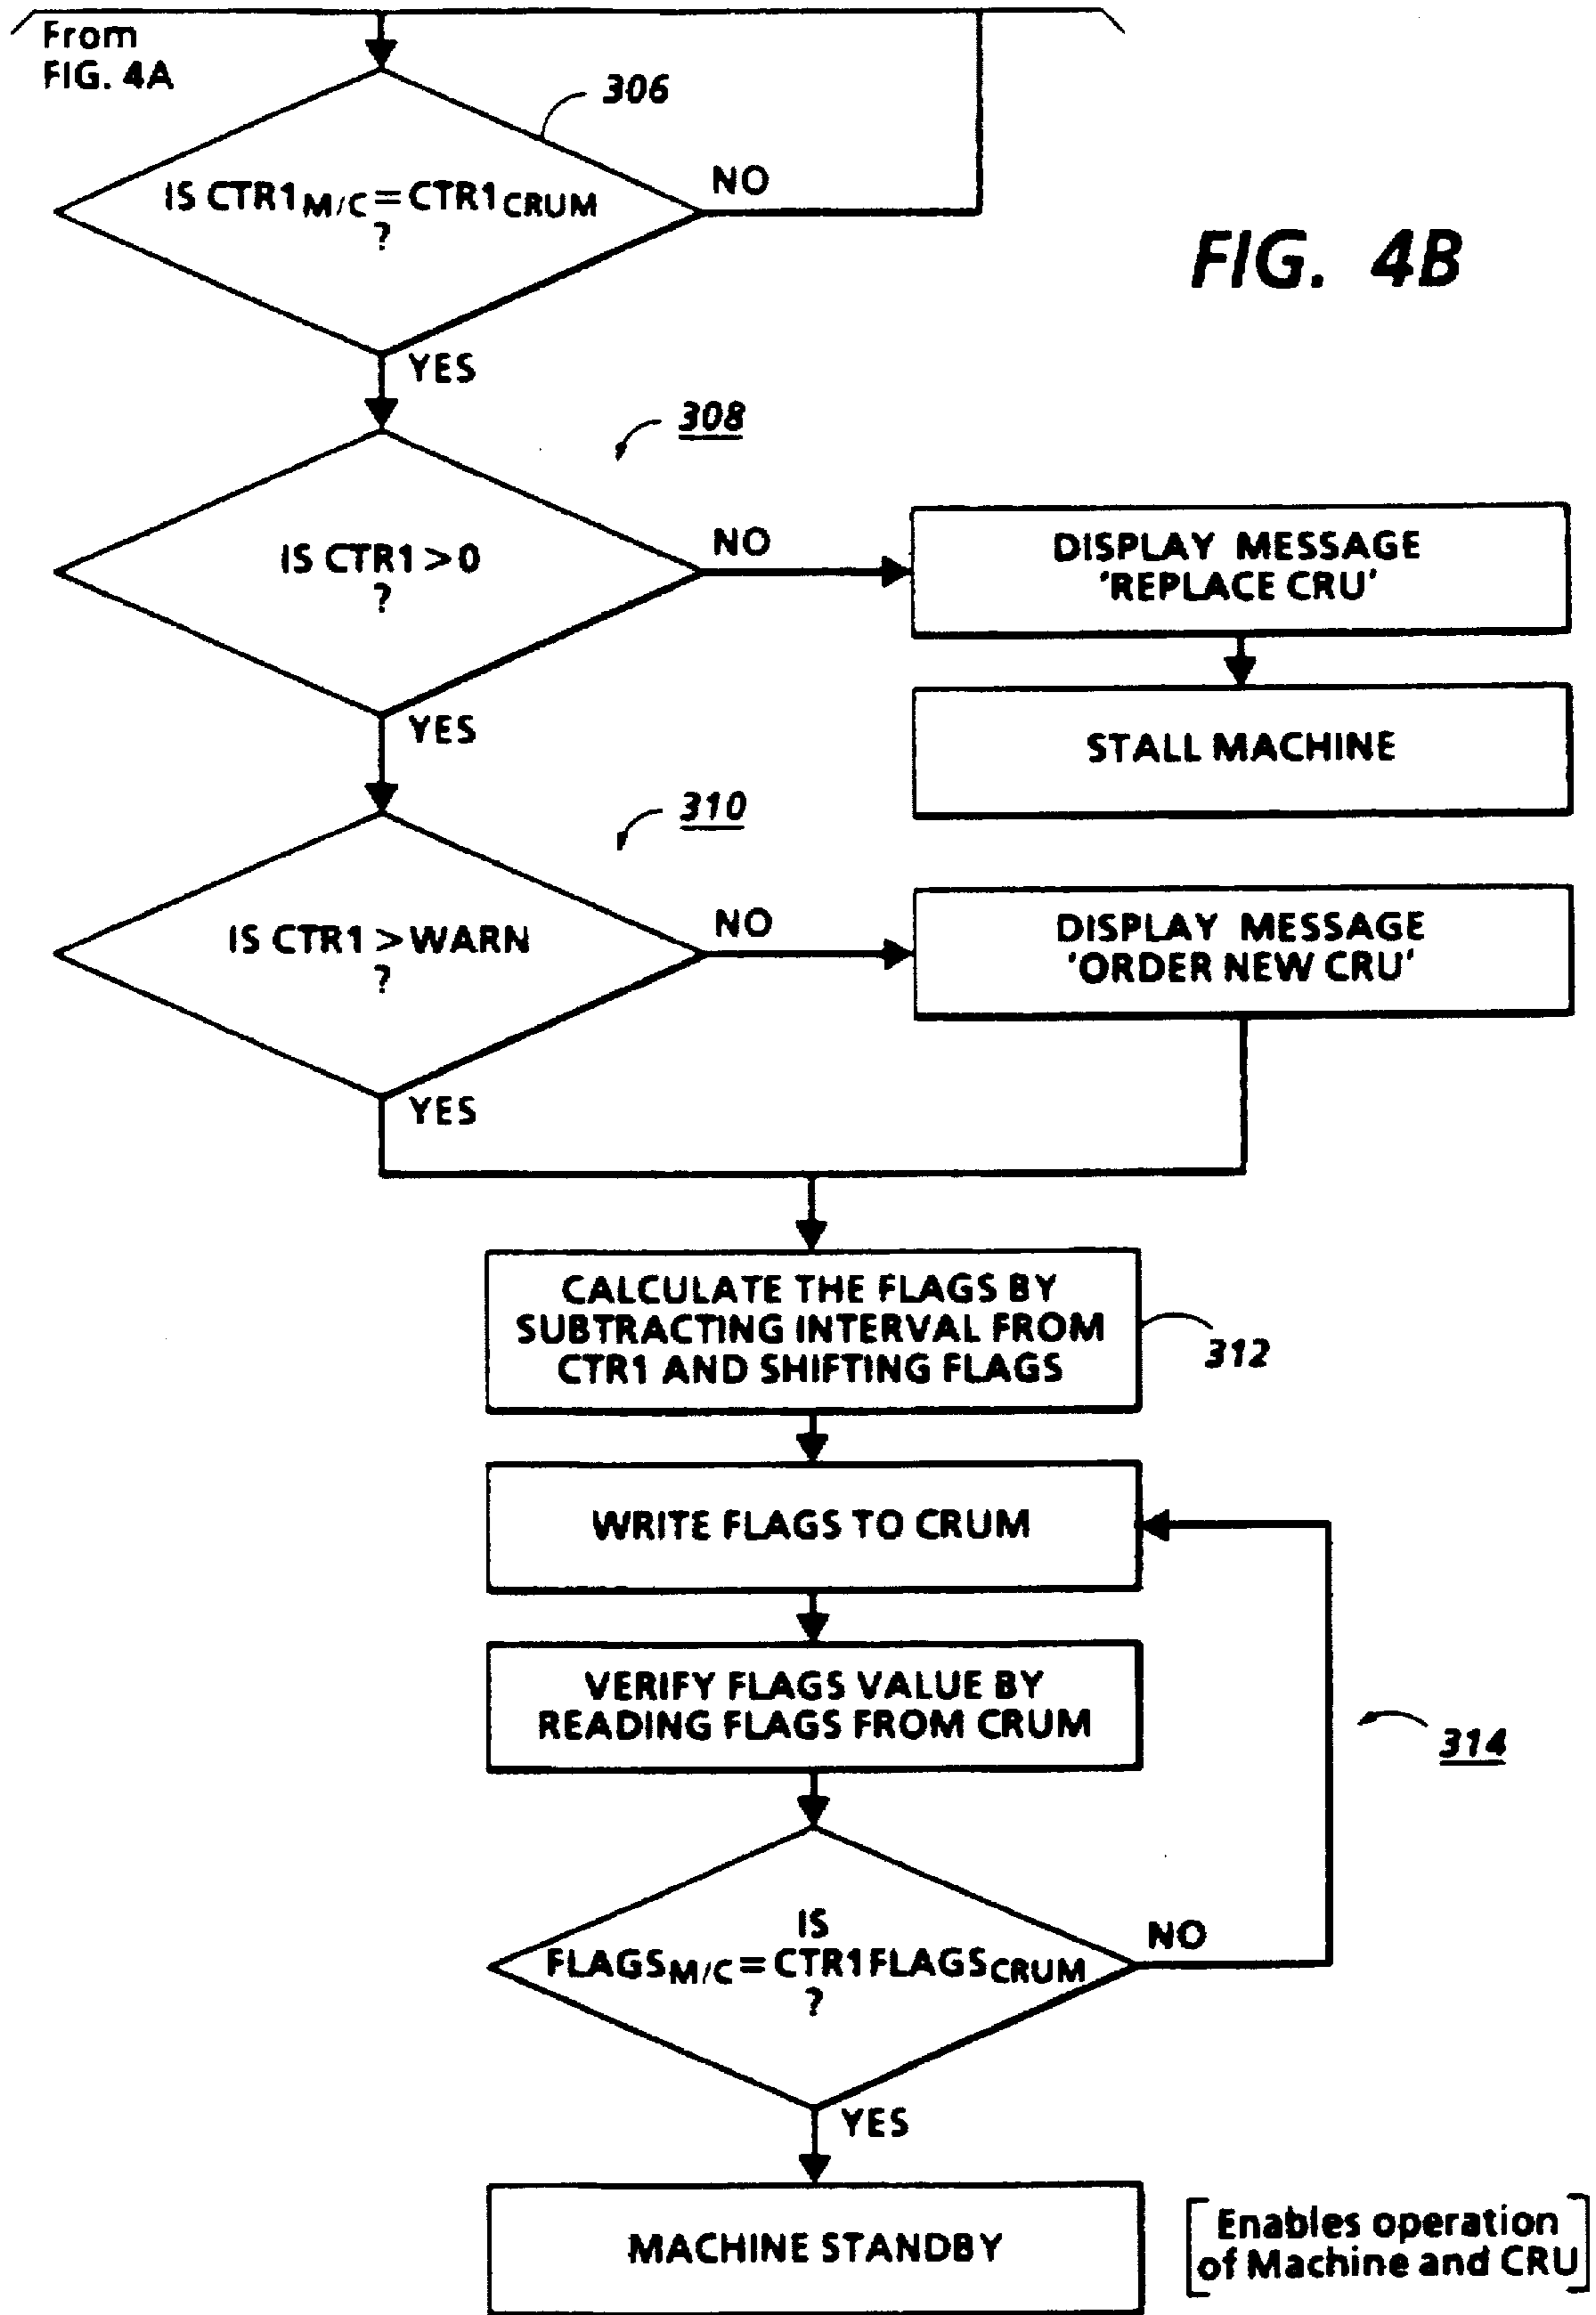 From
FIG. 4A
306
IS CTR1M/C = CTR1CRUM
?
NO
FIG. 4B
YES
308
IS CTR1 > 0
?
NO
DISPLAY MESSAGE
'REPLACE CRU'
YES
STALL MACHINE
310
IS CTR1 > WARN
?
NO
DISPLAY MESSAGE
'ORDER NEW CRU'
YES
CALCULATE THE FLAGS BY
SUBTRACTING INTERVAL FROM
CTR1 AND SHIFTING FLAGS
312
WRITE FLAGS TO CRUM
VERIFY FLAGS VALUE BY
READING FLAGS FROM CRUM
314
IS
FLAGSM/C = CTR1FLAGSCRUM
?
NO
YES
MACHINE STANDBY
[Enables operation
of Machine and CRU]